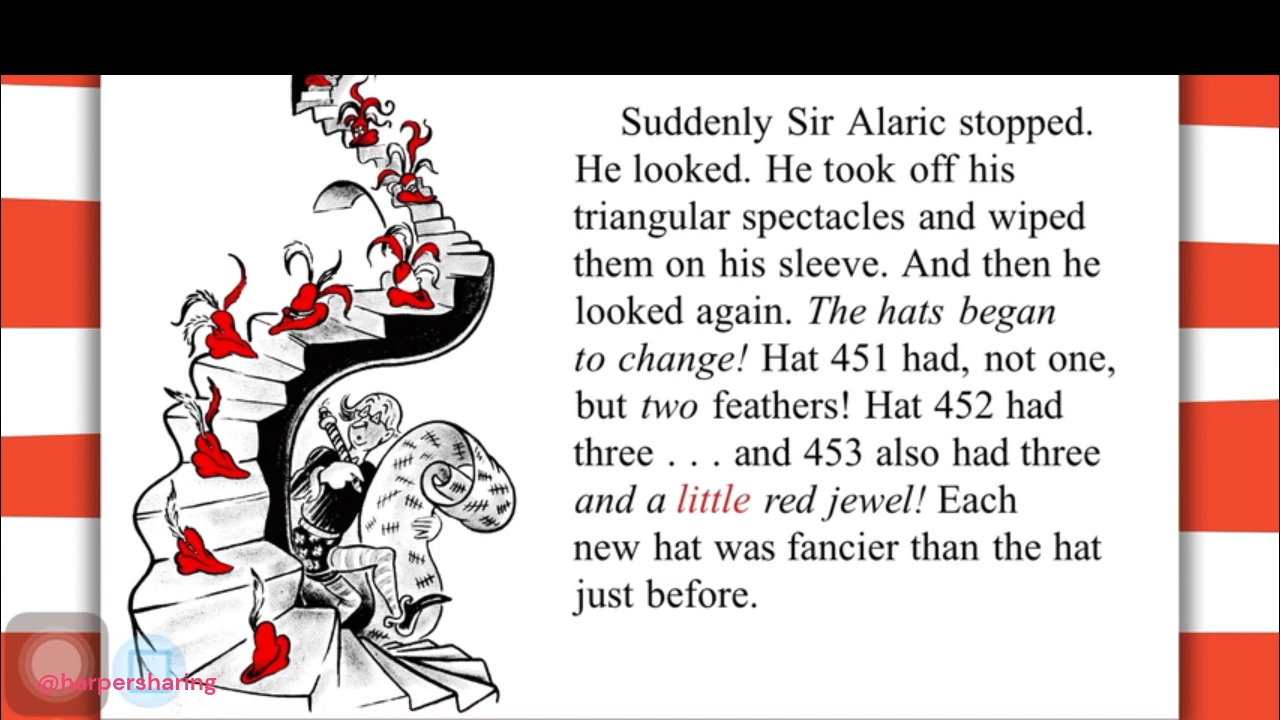 Suddenly Sir Alaric stopped.
He looked. He took off his
triangular spectacles and wiped
them on his sleeve. And then he
looked again. The hats began
to change! Hat 451 had, not one,
but two feathers! Hat 452 had
three . . . and 453 also had three
and a little red jewel! Each
new hat was fancier than the hat
just before.
@harpersharing